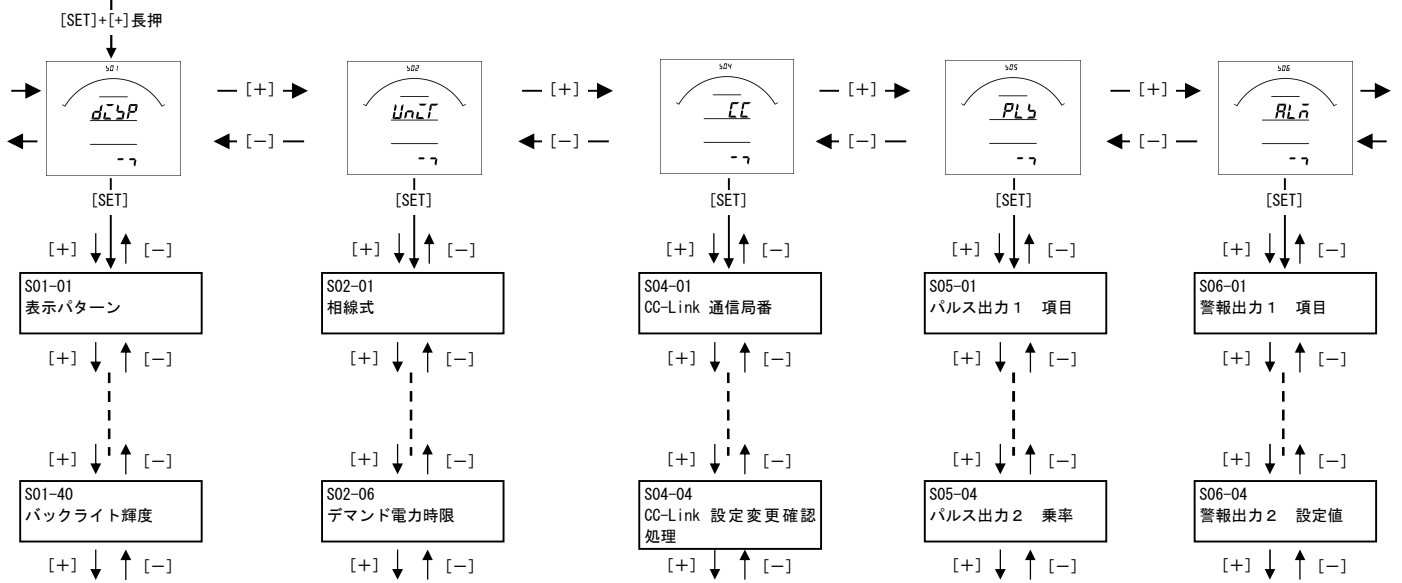 [SET]+[+]長押
S01
S02
S04
S05
S06
[+]
[+]
[+]
[+]
dISP
UnIT
CC
PLS
ALm
[－]
[－]
[－]
[－]
[SET]
[SET]
[SET]
[SET]
[SET]
[+] [－]
[+] [－]
[+] [－]
[+] [－]
[+] [－]
S01-01
表示パターン
S02-01
相線式
S04-01
CC-Link 通信局番
S05-01
パルス出力１　項目
S06-01
警報出力１　項目
[+] [－]
[+] [－]
[+] [－]
[+] [－]
[+] [－]
[+] [－]
[+] [－]
[+] [－]
[+] [－]
[+] [－]
S01-40
バックライト輝度
S02-06
デマンド電力時限
S04-04
CC-Link 設定変更確認
処理
S05-04
パルス出力２　乗率
S06-04
警報出力２　設定値
[+] [－]
[+] [－]
[+] [－]
[+] [－]
[+] [－]